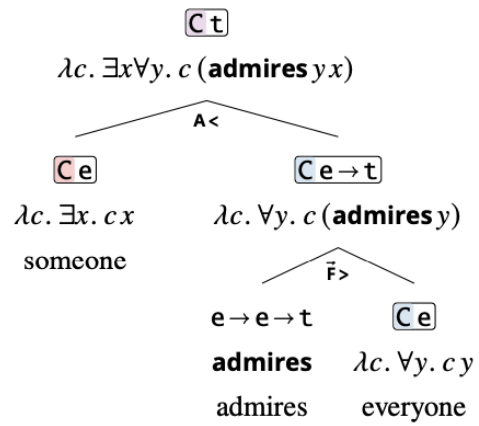 C t
λc. ∃x∀y. c (admires y x)
A <
C e
C e → t
λc. ∃x. c x
λc. ∀y. c (admires y)
someone
F⃗ >
e → e → t
C e
admires
λc. ∀y. c y
admires
everyone